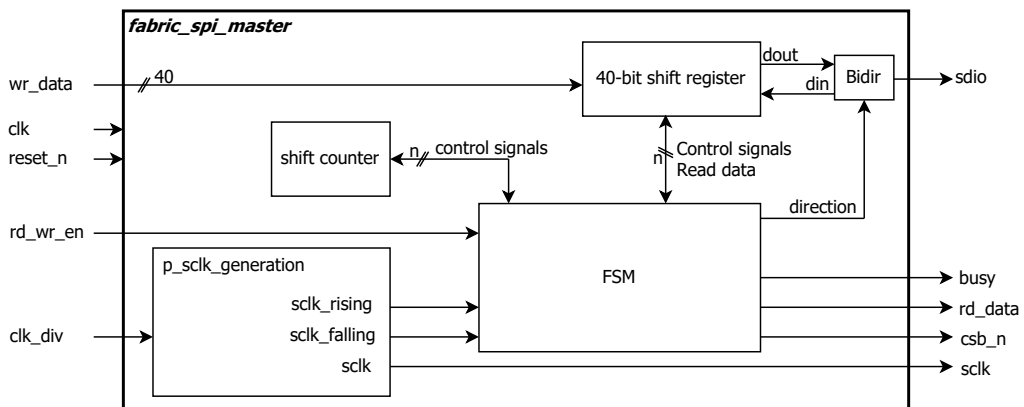 fabric_spi_master
wr_data
40
40-bit shift register
dout
din
Bidir
sdio
clk
reset_n
shift counter
n
control signals
n
Control signals
Read data
direction
rd_wr_en
FSM
p_sclk_generation
sclk_rising
sclk_falling
sclk
clk_div
busy
rd_data
csb_n
sclk